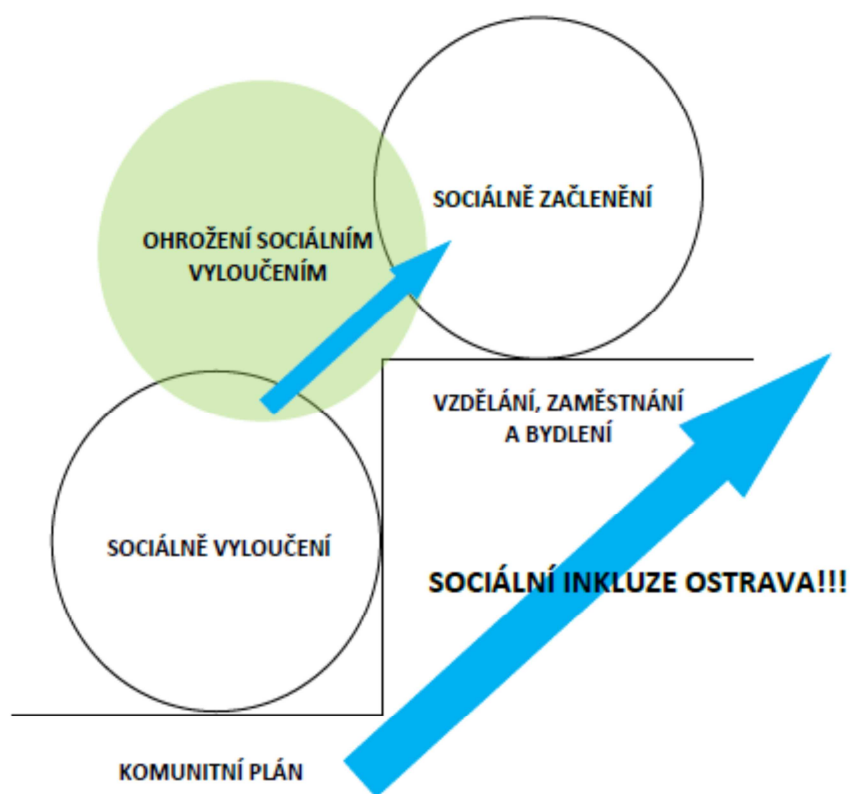 SOCIÁLNĚ ZAČLENĚNÍ
OHROŽENÍ SOCIÁLNÍM
VYLOUČENÍM
VZDĚLÁNÍ, ZAMĚSTNÁNÍ
A BYDLENÍ
SOCIÁLNĚ VYLOUČENÍ
SOCIÁLNÍ INKLUZE OSTRAVA!!!
KOMUNITNÍ PLÁN